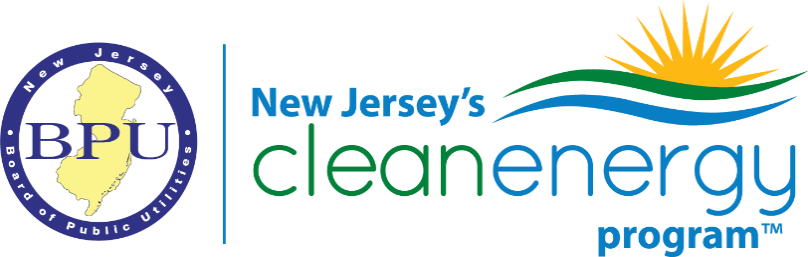 New Jersey
BPU
• Board of Public Utilities •
New Jersey's
cleanenergy
program™